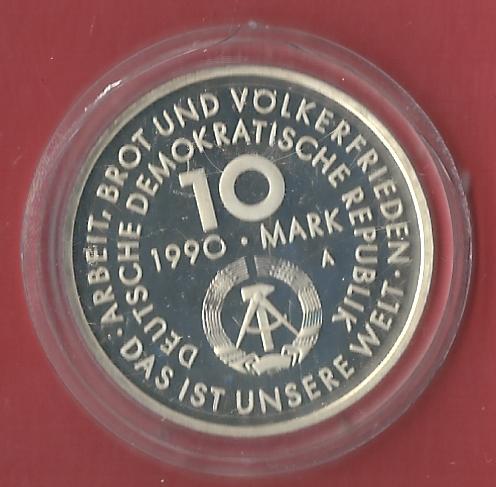 · ARBEIT, BROT UND VÖLKERFRIEDEN · DAS IST UNSERE WELT.
DEUTSCHE DEMOKRATISCHE REPUBLIK
10
1990 · MARK
A